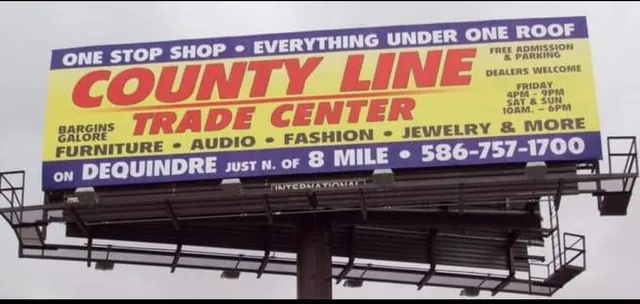 ONE STOP SHOP • EVERYTHING UNDER ONE ROOF
COUNTY LINE
TRADE CENTER
FREE ADMISSION
& PARKING
DEALERS WELCOME
FRIDAY
4PM - 9PM
SAT & SUN
10AM. - 6PM
BARGINS
GALORE
FURNITURE • AUDIO • FASHION • JEWELRY & MORE
ON DEQUINDRE JUST N. OF 8 MILE • 586-757-1700
INTERNATIONAL